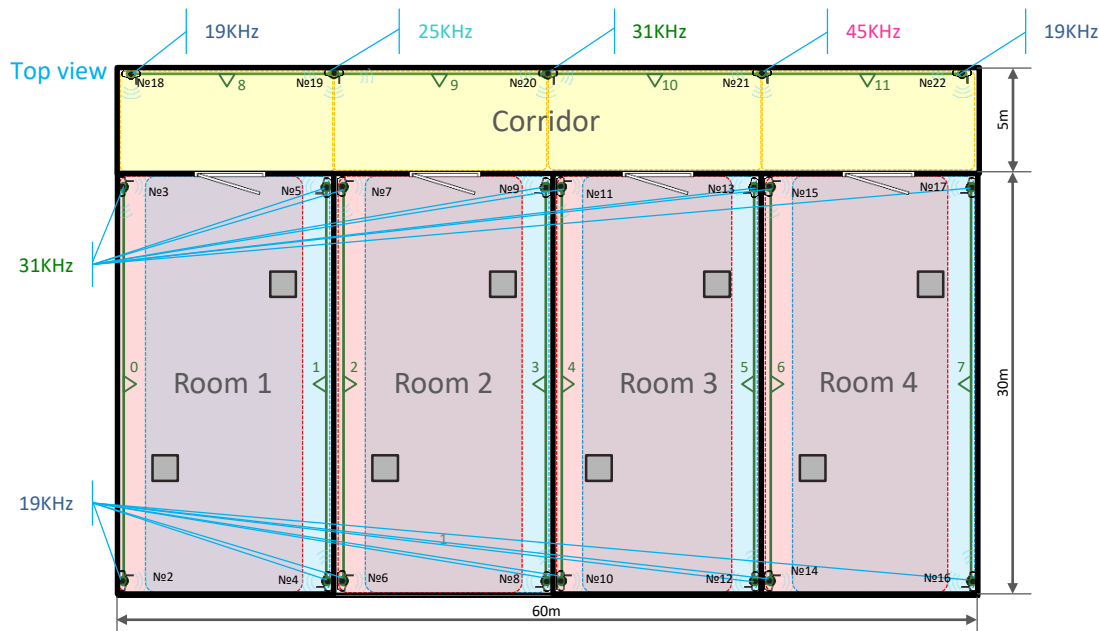 19KHz
25KHz
31KHz
45KHz
19KHz
Top view
№18
8
№19
9
№20
10
№21
11
№22
Corridor
5m
№3
№5
№7
№9
№11
№13
№15
№17
31KHz
0
1
2
3
4
5
6
7
Room 1
Room 2
Room 3
Room 4
30m
19KHz
1
№2
№4
№6
№8
№10
№12
№14
№16
60m